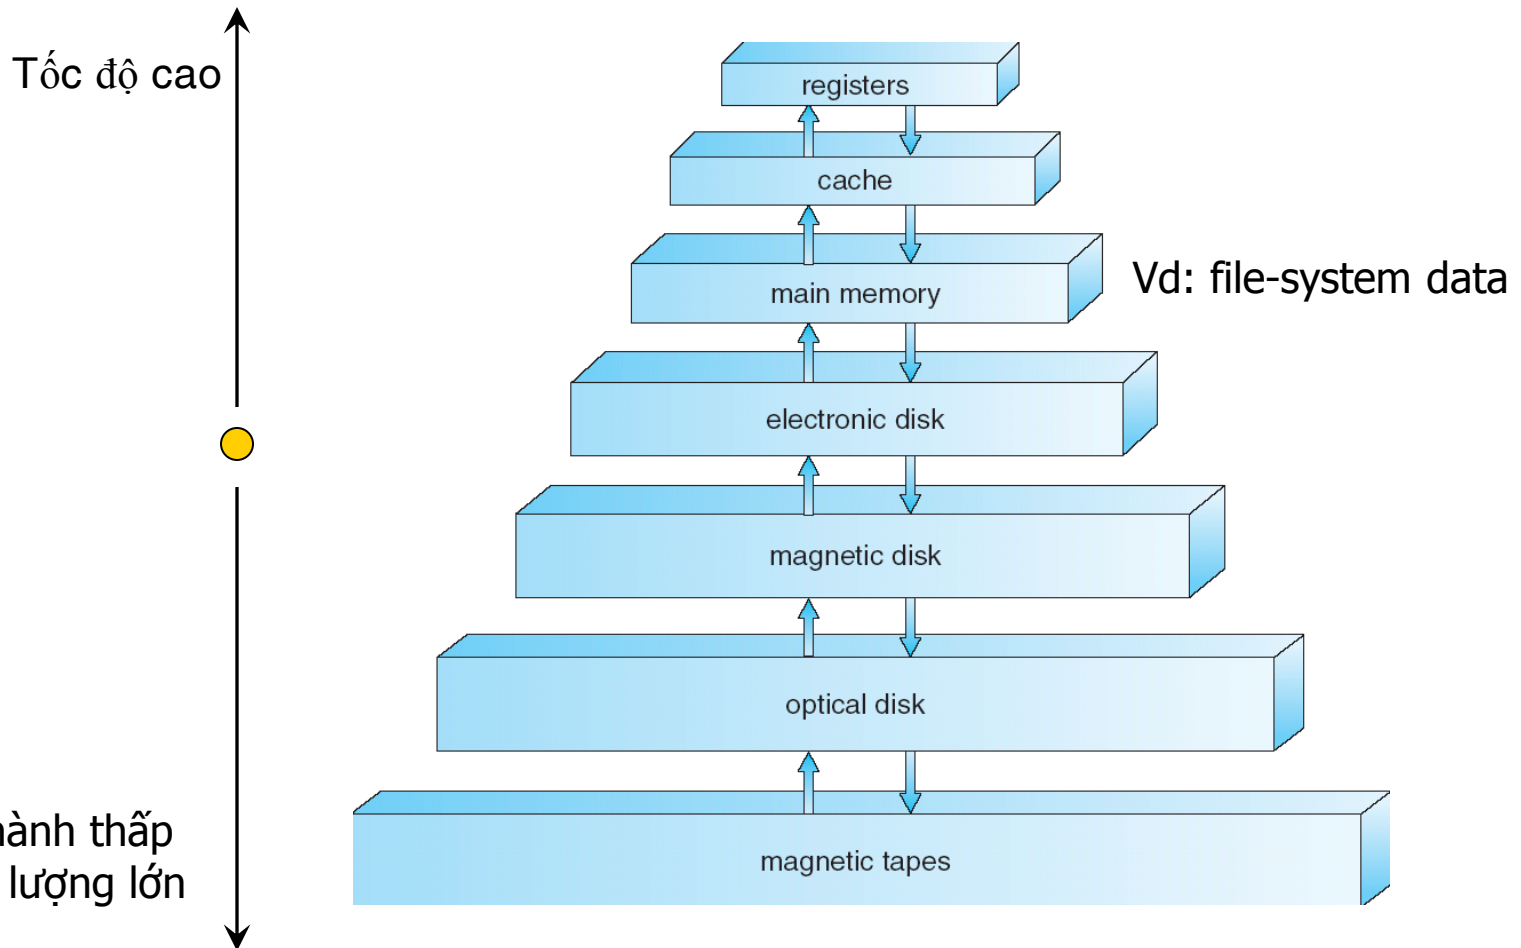 Tốc độ cao
registers
cache
main memory
Vd: file-system data
electronic disk
magnetic disk
optical disk
thấp
lượng lớn
magnetic tapes